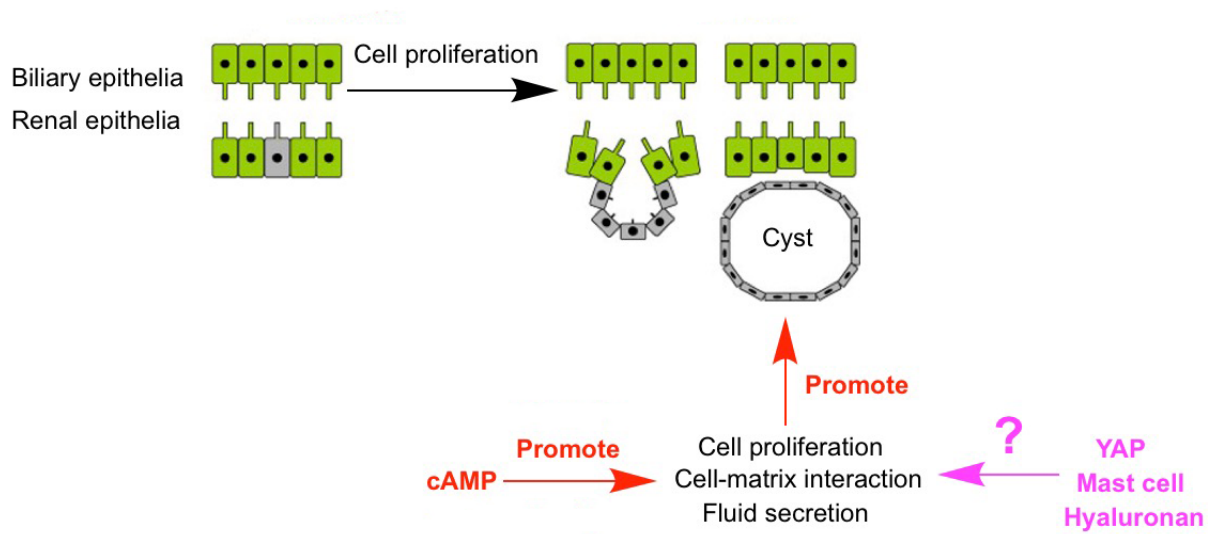 Biliary epithelia
Renal epithelia
Cell proliferation
Cyst
Promote
Promote
cAMP
Cell proliferation
Cell-matrix interaction
Fluid secretion
?
YAP
Mast cell
Hyaluronan